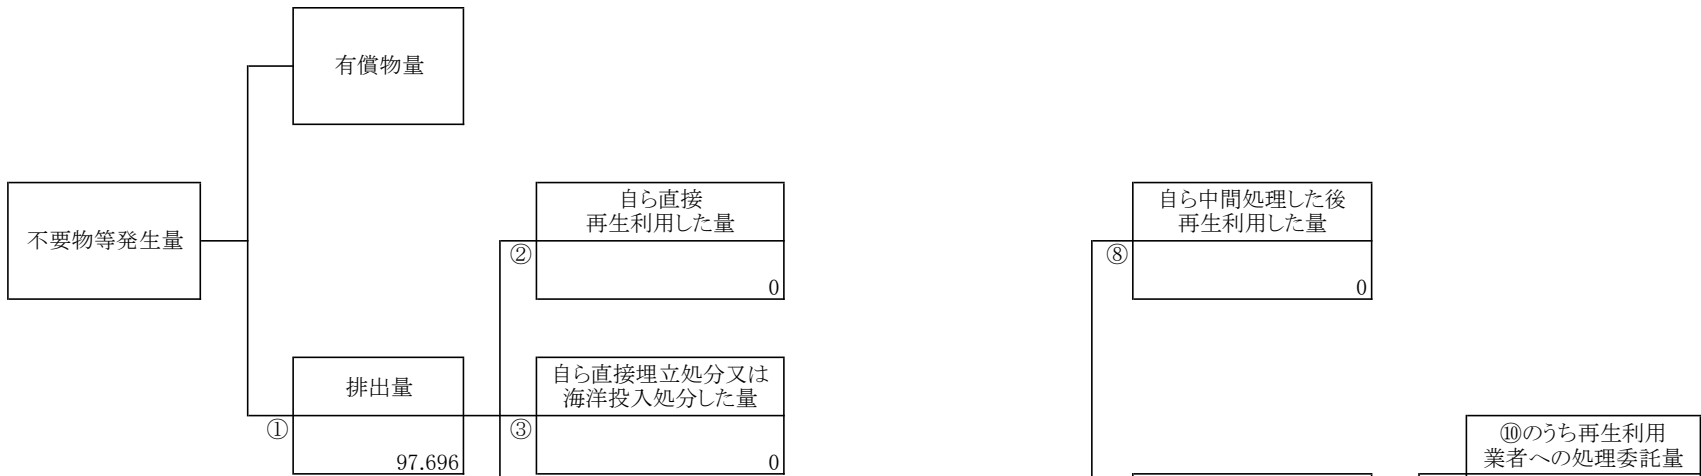 有償物量
不要物等発生量
自ら直接
再生利用した量
②
0
自ら中間処理した後
再生利用した量
⑧
0
排出量
①
97.696
自ら直接埋立処分又は
海洋投入処分した量
③
0
⑩のうち再生利用
業者への処理委託量